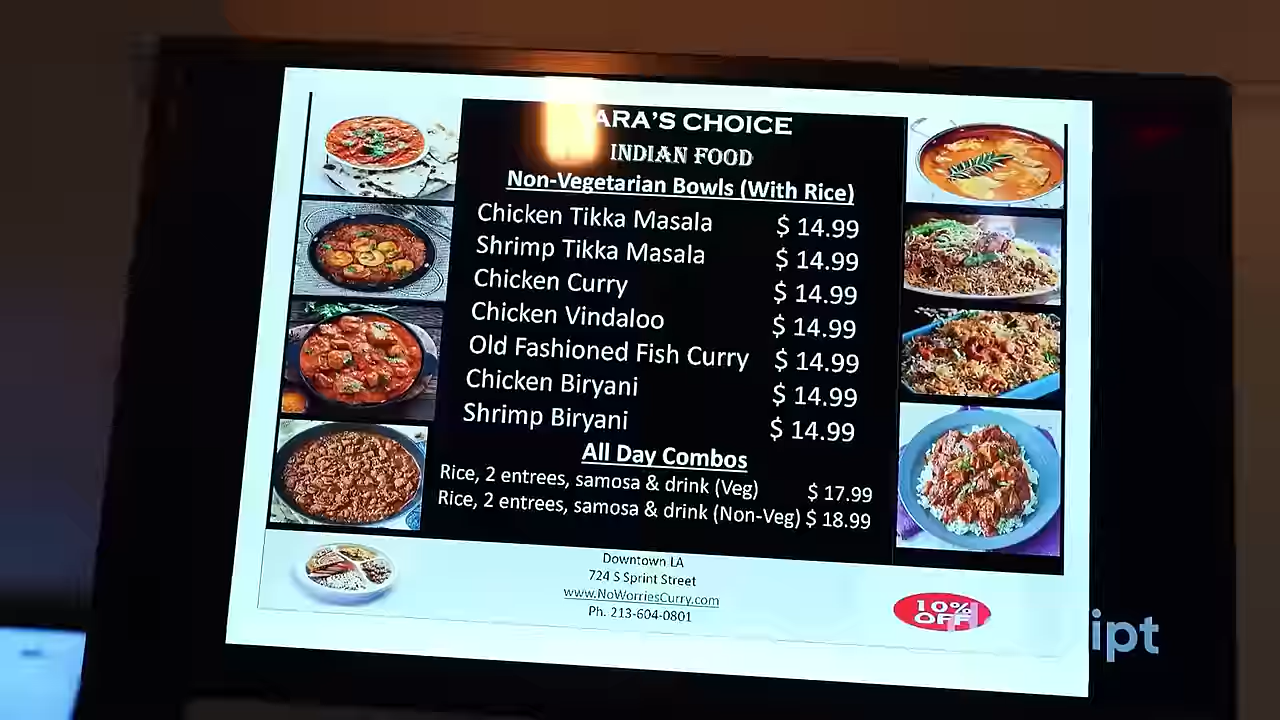 ARA'S CHOICE
INDIAN FOOD
Non-Vegetarian Bowls (With Rice)
Chicken Tikka Masala $ 14.99
Shrimp Tikka Masala $ 14.99
Chicken Curry $ 14.99
Chicken Vindaloo $ 14.99
Old Fashioned Fish Curry $ 14.99
Chicken Biryani $ 14.99
Shrimp Biryani $ 14.99
All Day Combos
Rice, 2 entrees, samosa & drink (Veg) $ 17.99
Rice, 2 entrees, samosa & drink (Non-Veg) $ 18.99
Downtown LA
724 S Sprint Street
www.NoWorriesCurry.com
Ph. 213-604-0801
10%
OFF